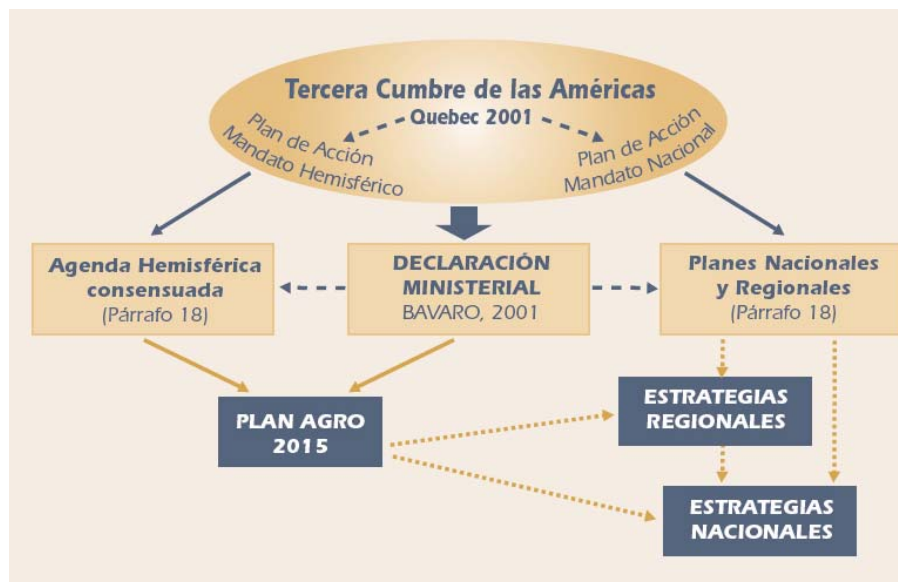 Tercera Cumbre de las Américas
Quebec 2001
Plan de Acción
Mandato Hemisférico
Plan de Acción
Mandato Nacional
Agenda Hemisférica
consensuada
(Párrafo 18)
DECLARACIÓN
MINISTERIAL
BAVARO, 2001
Planes Nacionales
y Regionales
(Párrafo 18)
PLAN AGRO
2015
ESTRATEGIAS
REGIONALES
ESTRATEGIAS
NACIONALES